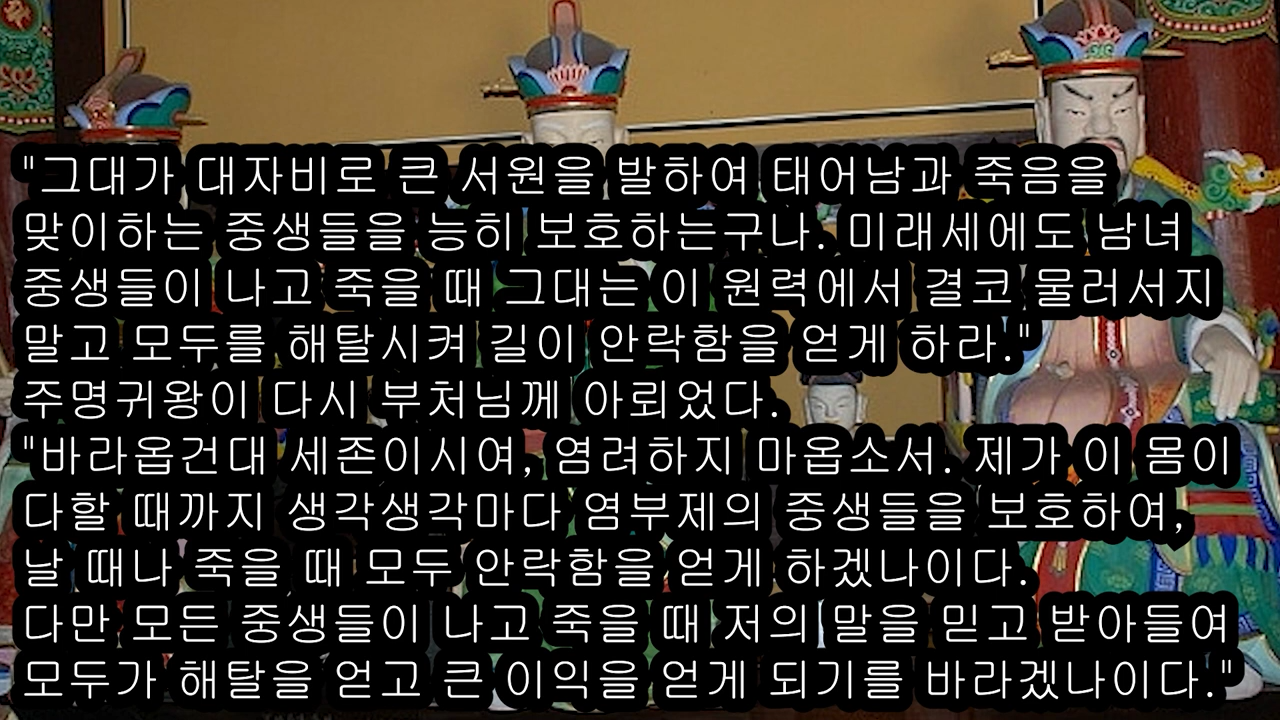 "그대가 대자비로 큰 서원을 발하여 태어남과 죽음을
맞이하는 중생들을 능히 보호하는구나. 미래세에도 남녀
중생들이 나고 죽을 때 그대는 이 원력에서 결코 물러서지
말고 모두를 해탈시켜 길이 안락함을 얻게 하라."
주명귀왕이 다시 부처님께 아뢰었다.
"바라옵건대 세존이시여, 염려하지 마옵소서. 제가 이 몸이
다할 때까지 생각생각마다 염부제의 중생들을 보호하여,
날 때나 죽을 때 모두 안락함을 얻게 하겠나이다.
다만 모든 중생들이 나고 죽을 때 저의 말을 믿고 받아들여
모두가 해탈을 얻고 큰 이익을 얻게 되기를 바라겠나이다."